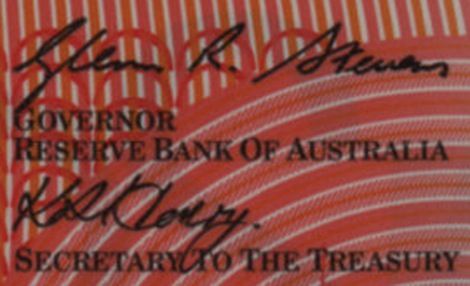 Glenn R. Stevens
GOVERNOR
RESERVE BANK OF AUSTRALIA
SECRETARY TO THE TREASURY